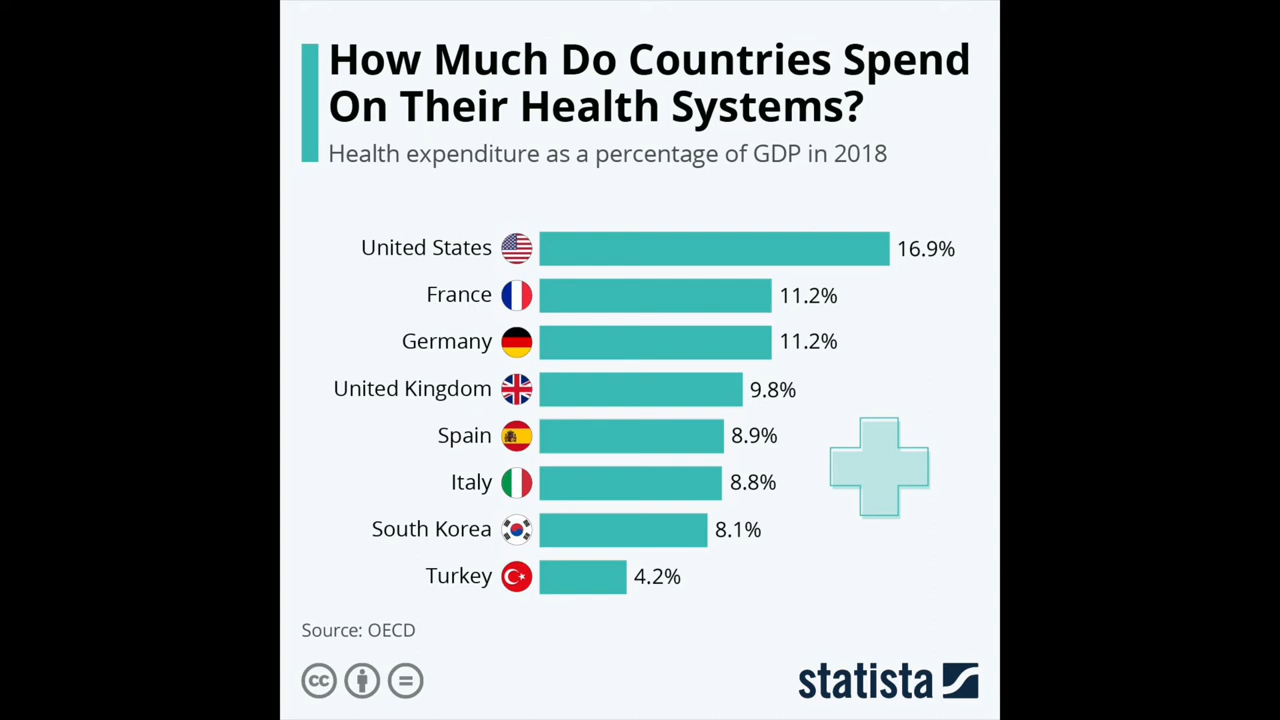 How Much Do Countries Spend
On Their Health Systems?
Health expenditure as a percentage of GDP in 2018
United States 16.9%
France 11.2%
Germany 11.2%
United Kingdom 9.8%
Spain 8.9%
Italy 8.8%
South Korea 8.1%
Turkey 4.2%
Source: OECD
cc
statista